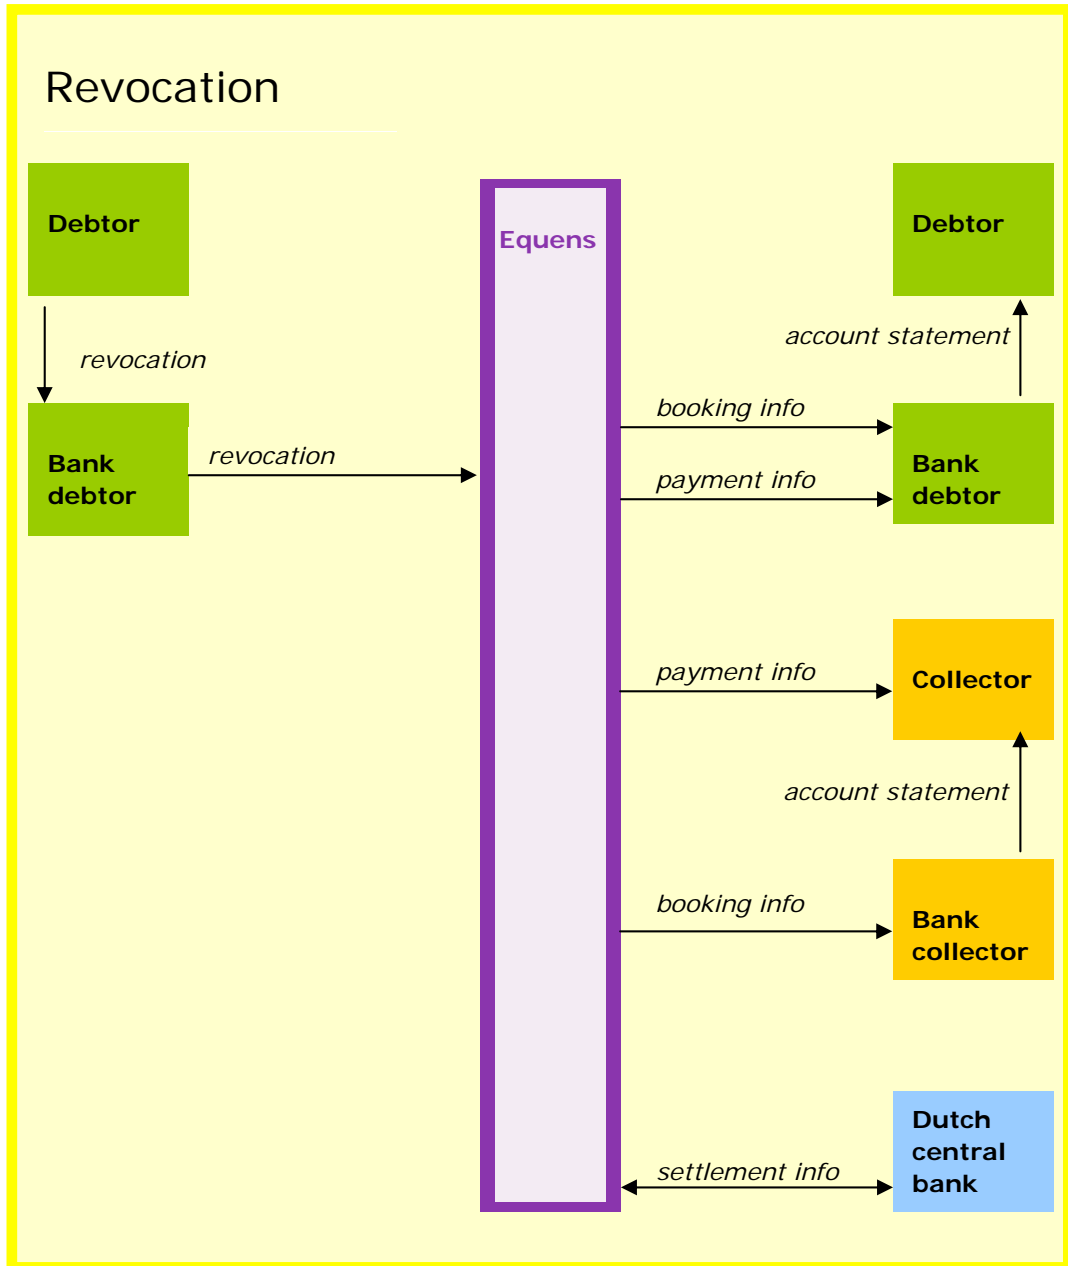 Revocation
Debtor
Equens
Debtor
account statement
revocation
booking info
Bank
debtor
revocation
payment info
Bank
debtor
payment info
Collector
account statement
booking info
Bank
collector
Dutch
central
bank
settlement info